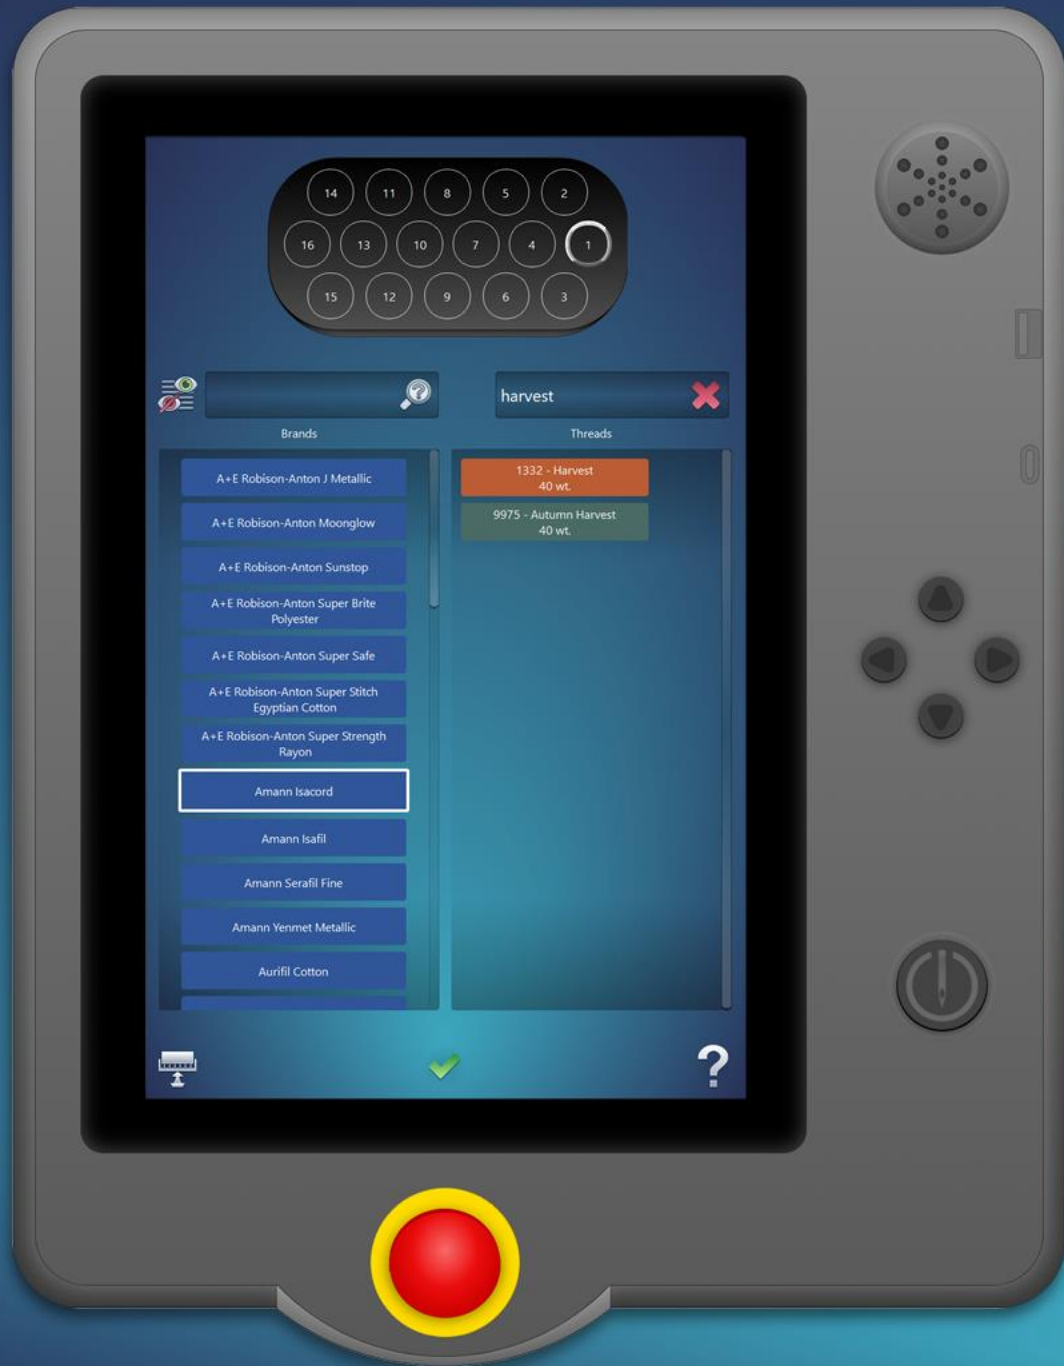 14 11 8 5 2
16 13 10 7 4 1
15 12 9 6 3
harvest
Brands
Threads
A+E Robison-Anton J Metallic
A+E Robison-Anton Moonglow
A+E Robison-Anton Sunstop
A+E Robison-Anton Super Brite
Polyester
A+E Robison-Anton Super Safe
A+E Robison-Anton Super Stitch
Egyptian Cotton
A+E Robison-Anton Super Strength
Rayon
Amann Isacord
Amann Isafil
Amann Serafil Fine
Amann Yenmet Metallic
Aurifil Cotton
1332 - Harvest
40 wt.
9975 - Autumn Harvest
40 wt.
?